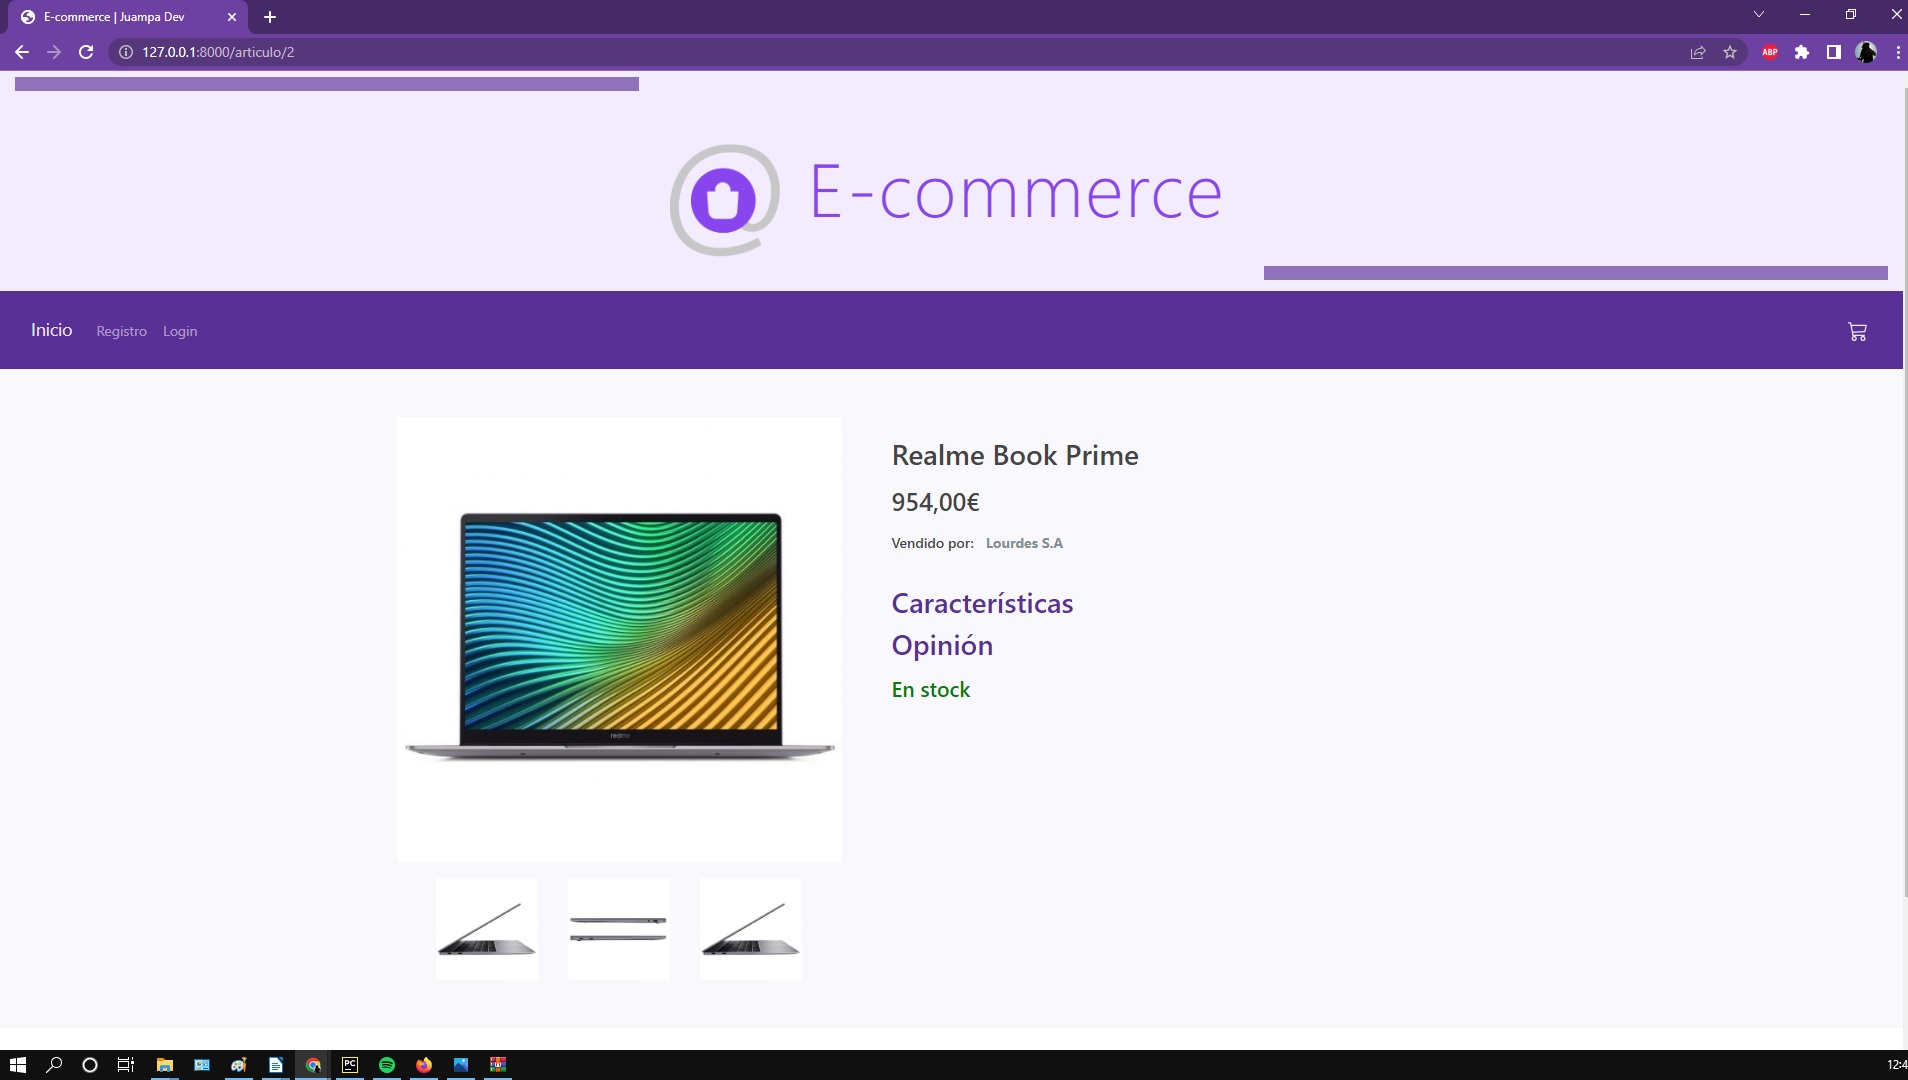 E-commerce | Juampa Dev
127.0.0.1:8000/articulo/2
ABP
E-commerce
Inicio Registro Login
Realme Book Prime
954,00€
Vendido por: Lourdes S.A
Características
Opinión
En stock
realme
PC
12:4